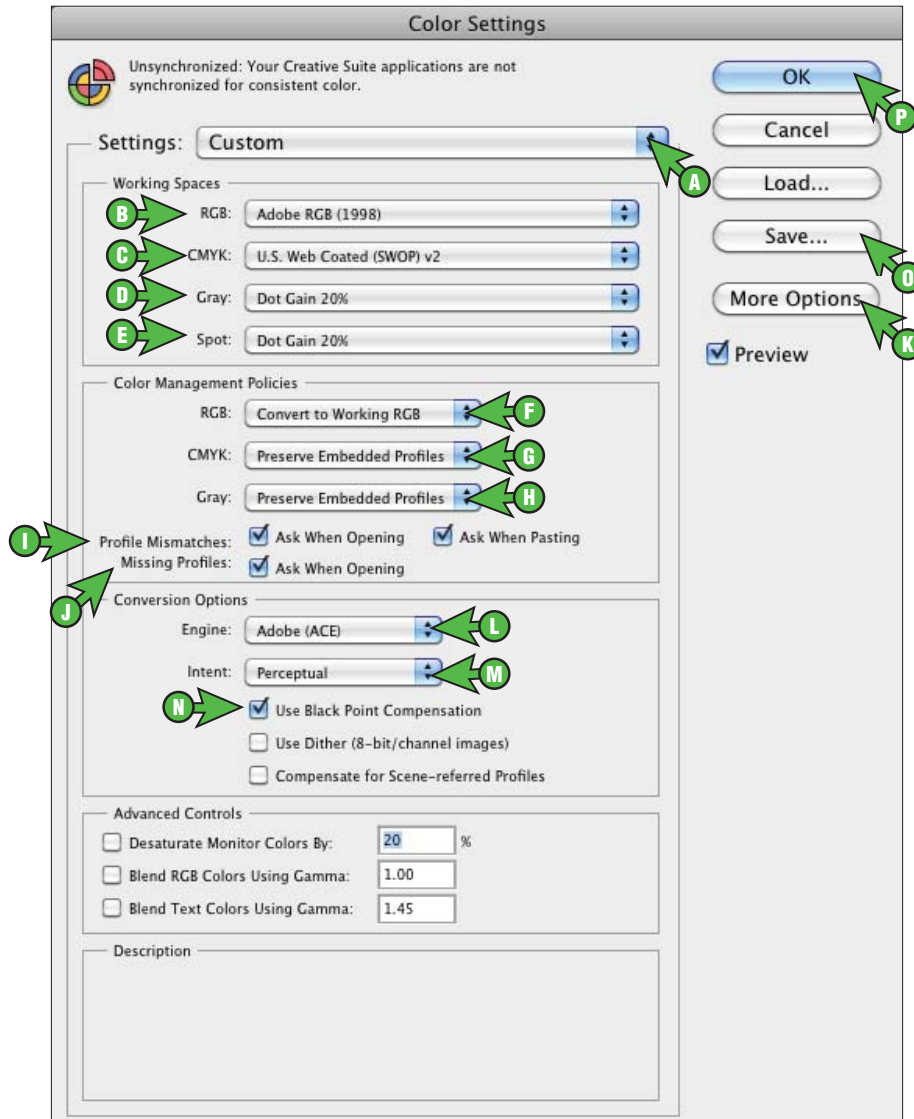 Color Settings
Unsynchronized: Your Creative Suite applications are not
synchronized for consistent color.
OK
P
Cancel
Settings: Custom
A
Load...
Working Spaces
B
RGB: Adobe RGB (1998)
Save...
O
C
CMYK: U.S. Web Coated (SWOP) v2
D
Gray: Dot Gain 20%
More Options
K
E
Spot: Dot Gain 20%
Preview
Color Management Policies
RGB: Convert to Working RGB
F
CMYK: Preserve Embedded Profiles
G
Gray: Preserve Embedded Profiles
H
I
Profile Mismatches: Ask When Opening Ask When Pasting
Missing Profiles: Ask When Opening
J
Conversion Options
Engine: Adobe (ACE)
L
Intent: Perceptual
M
N
Use Black Point Compensation
Use Dither (8-bit/channel images)
Compensate for Scene-referred Profiles
Advanced Controls
Desaturate Monitor Colors By: 20 %
Blend RGB Colors Using Gamma: 1.00
Blend Text Colors Using Gamma: 1.45
Description